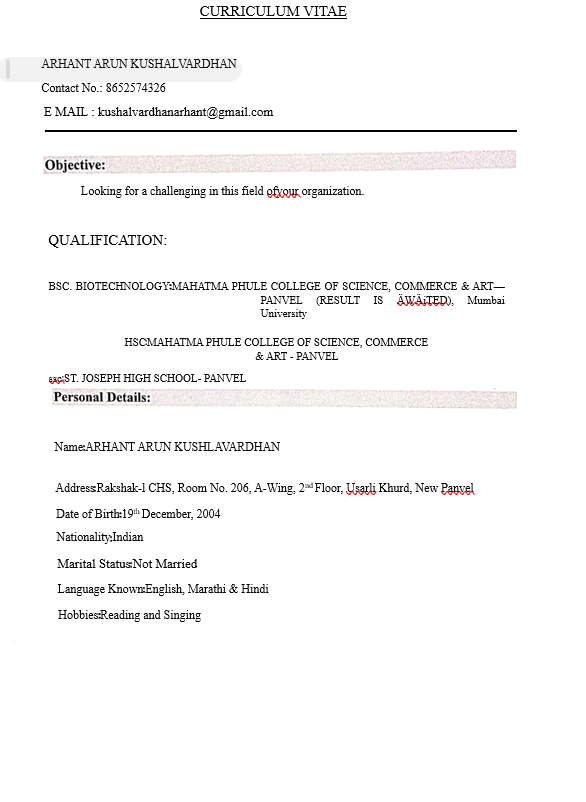 CURRICULUM VITAE
ARHANT ARUN KUSHALVARDHAN
Contact No.: 8652574326
E MAIL : kushalvardhanarhant@gmail.com
Objective:
Looking for a challenging in this field ofyour organization.
QUALIFICATION:
BSC. BIOTECHNOLOGY:MAHATMA PHULE COLLEGE OF SCIENCE, COMMERCE & ART—
PANVEL (RESULT IS ÄWÅiTED), Mumbai
University
HSC:MAHATMA PHULE COLLEGE OF SCIENCE, COMMERCE
& ART - PANVEL
ssc:ST. JOSEPH HIGH SCHOOL- PANVEL
Personal Details:
Name:ARHANT ARUN KUSHLAVARDHAN
Address:Rakshak-l CHS, Room No. 206, A-Wing, 2nd Floor, Usarli Khurd, New Panvel
Date of Birth:19th December, 2004
Nationality:Indian
Marital Status:Not Married
Language Known:English, Marathi & Hindi
Hobbies:Reading and Singing